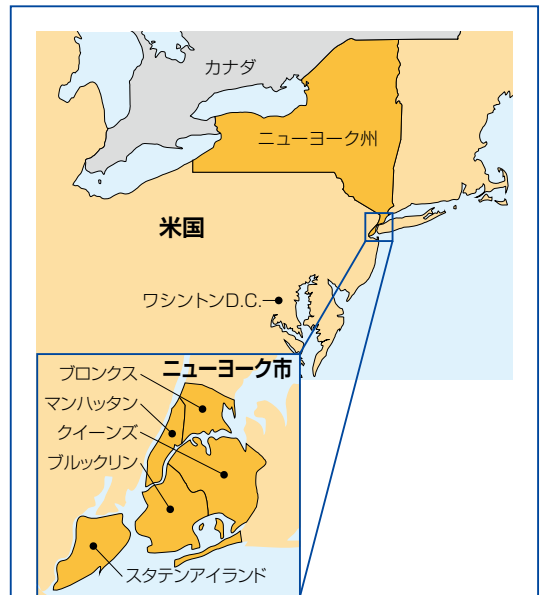 カナダ
ニューヨーク州
米国
ワシントンD.C.
ニューヨーク市
ブロンクス
マンハッタン
クイーンズ
ブルックリン
スタテンアイランド